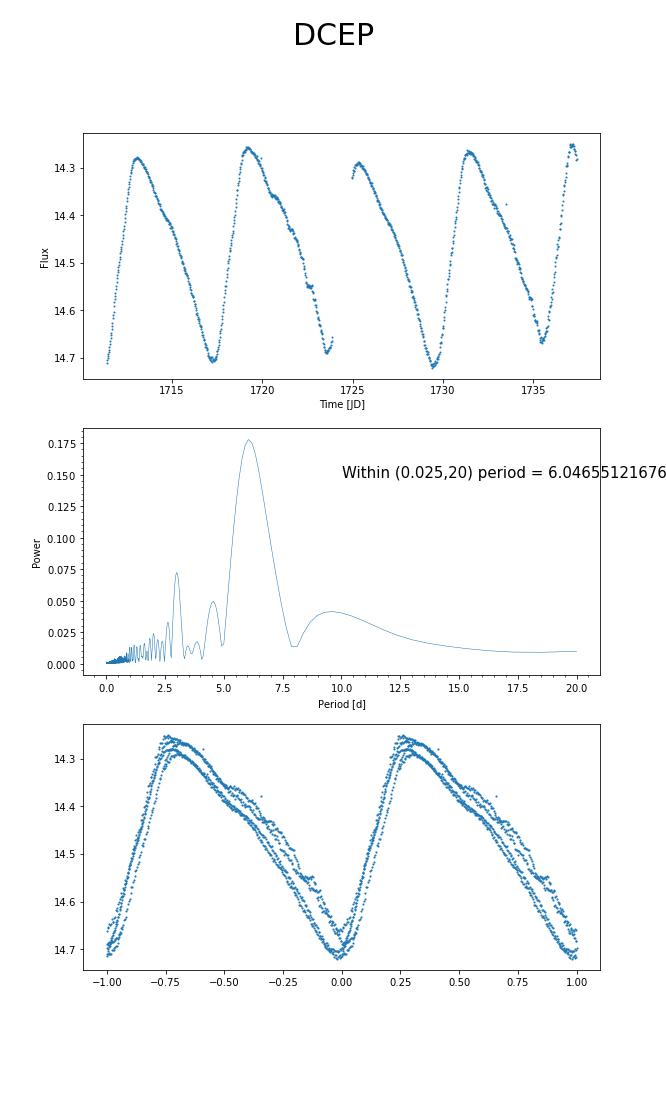 DCEP
14.3
14.4
14.5
14.6
14.7
Flux
1715 1720 1725 1730 1735
Time [JD]
0.175
0.150
0.125
0.100
0.075
0.050
0.025
0.000
Power
Within (0.025,20) period = 6.04655121676
0.0 2.5 5.0 7.5 10.0 12.5 15.0 17.5 20.0
Period [d]
14.3
14.4
14.5
14.6
14.7
−1.00 −0.75 −0.50 −0.25 0.00 0.25 0.50 0.75 1.00